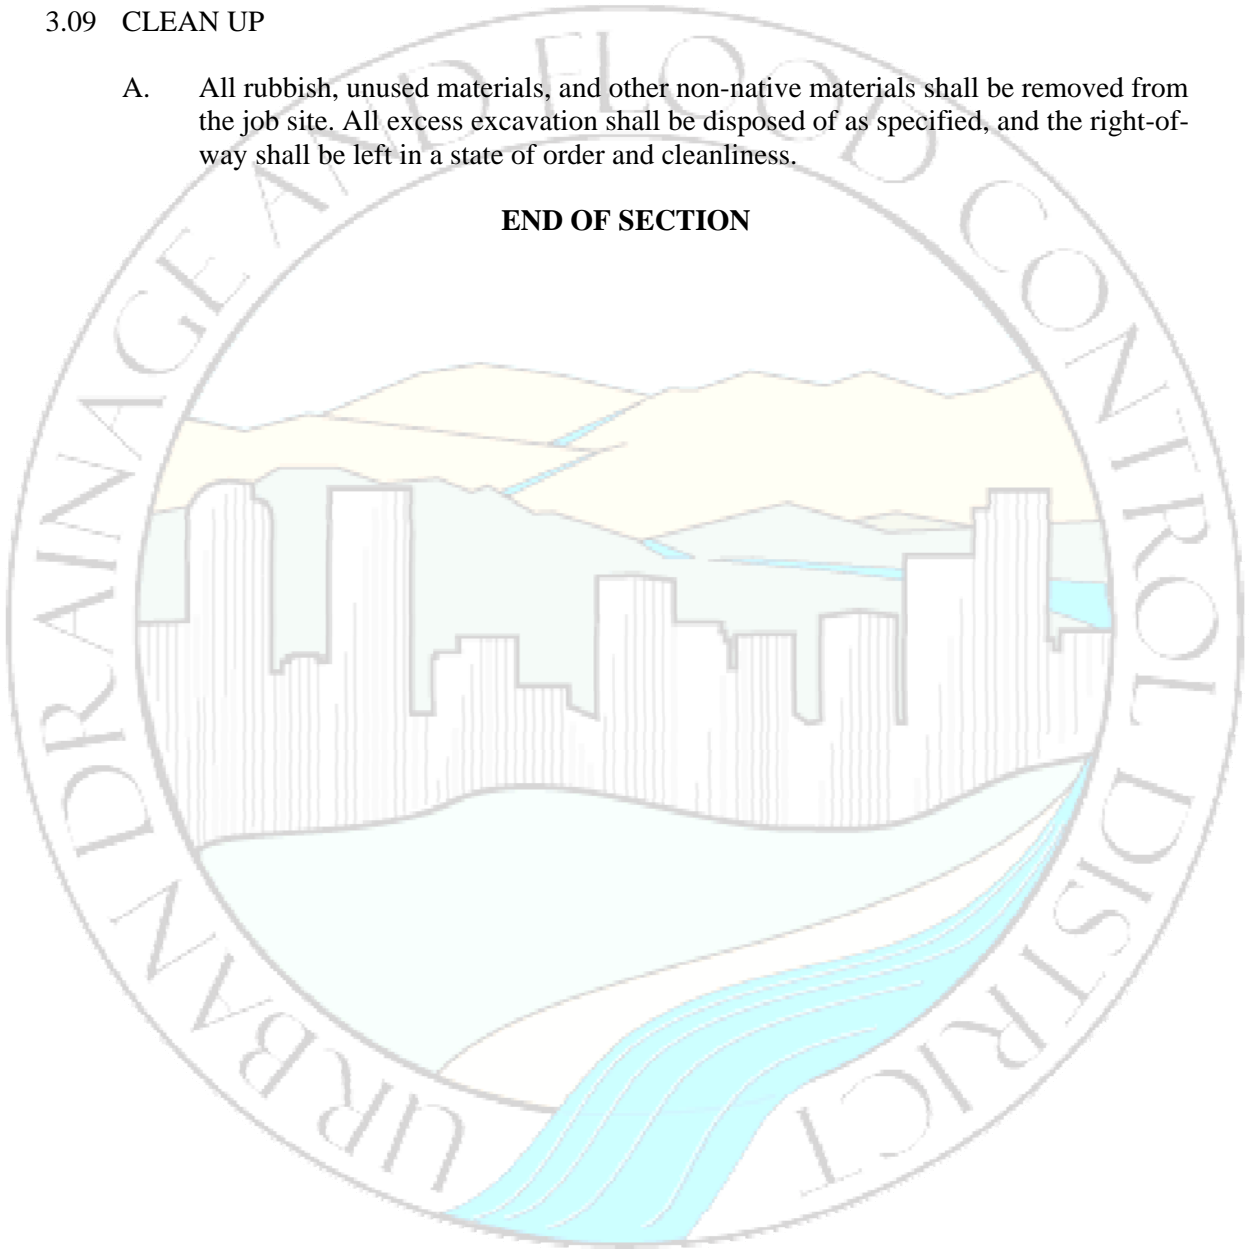 3.09 CLEAN UP
A. All rubbish, unused materials, and other non-native materials shall be removed from
the job site. All excess excavation shall be disposed of as specified, and the right-of-
way shall be left in a state of order and cleanliness.
END OF SECTION
URBAN DRAINAGE AND FLOOD CONTROL DISTRICT